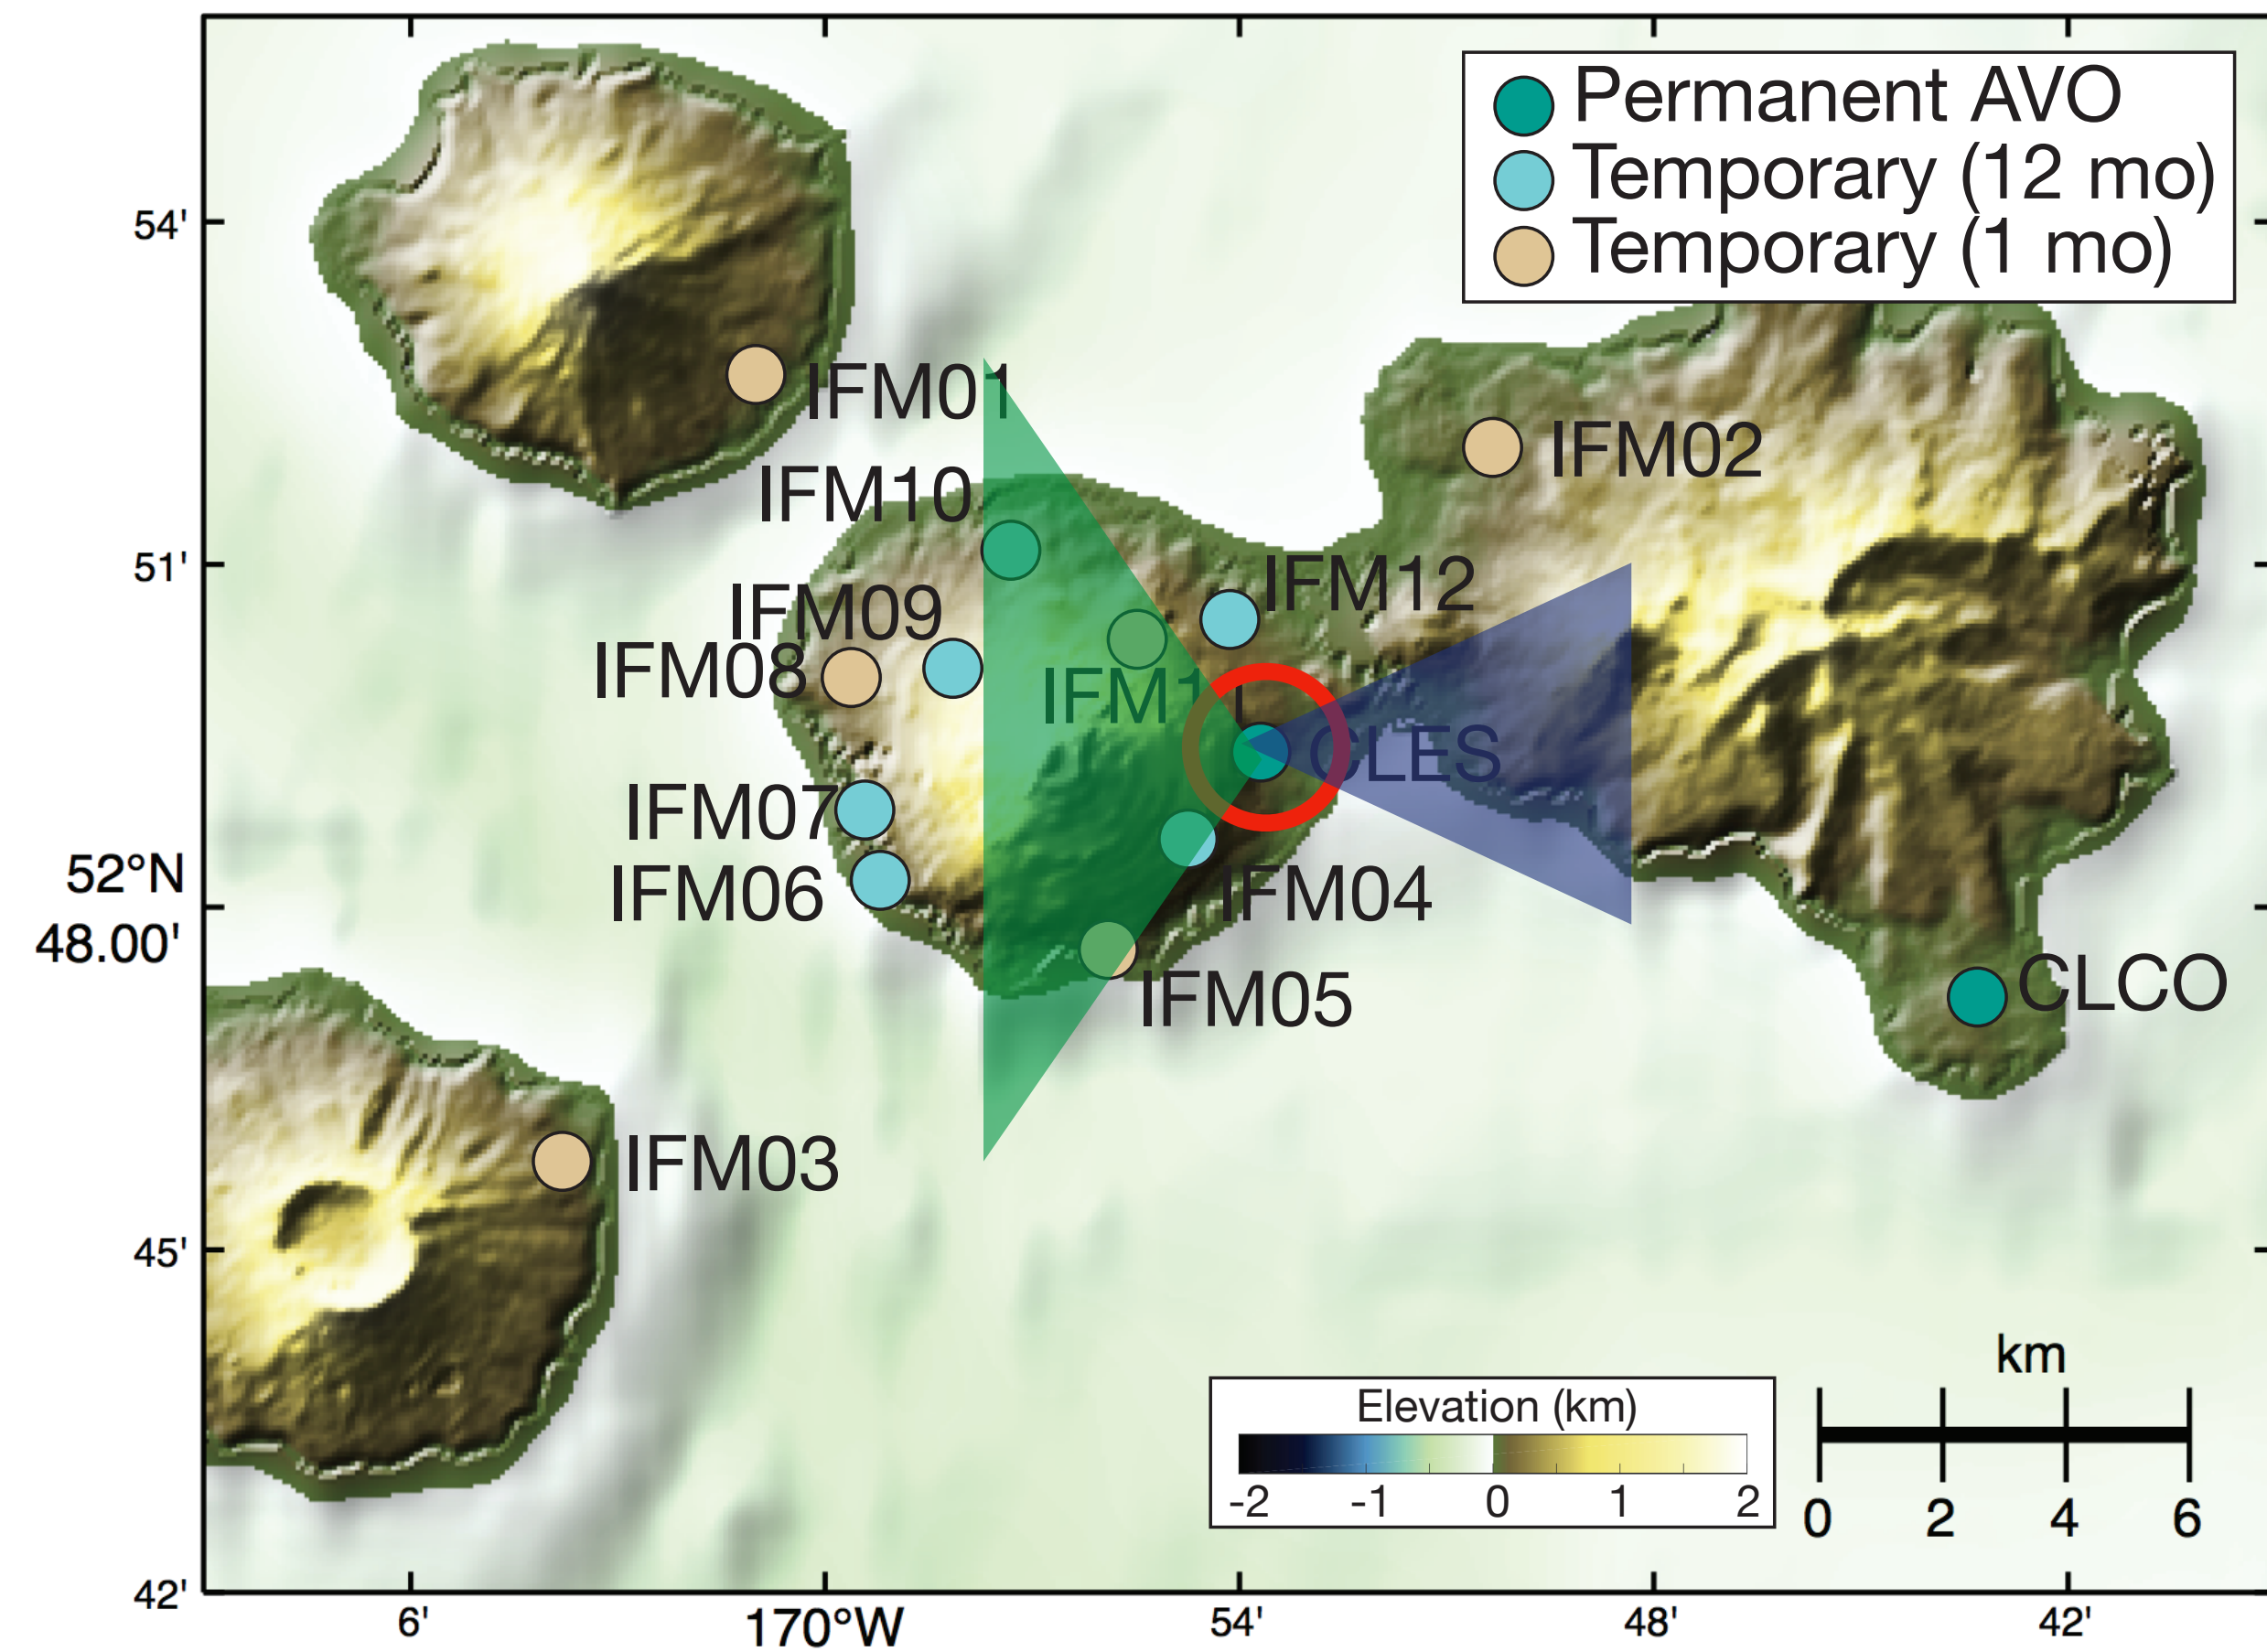 Permanent AVO
Temporary (12 mo)
Temporary (1 mo)
54'
IFM01
IFM02
IFM10
51'
IFM12
IFM09
IFM08
IFM11
CLES
IFM07
52°N
IFM06
IFM04
48.00'
CLCO
IFM05
IFM03
45'
km
Elevation (km)
-2 -1 0 1 2
0 2 4 6
42'
6' 170°W 54' 48' 42'